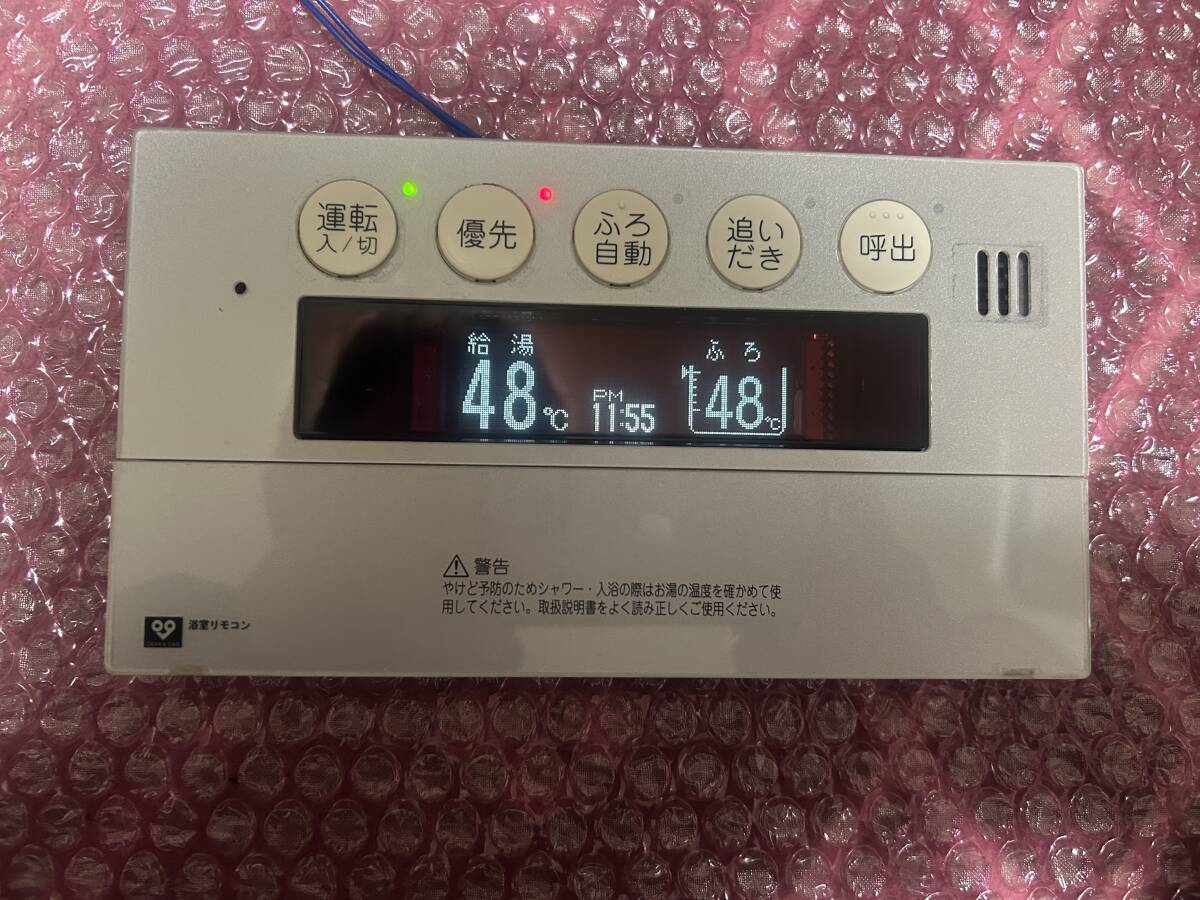 運転
入/切
優先
ふろ
自動
追い
だき
呼出
給湯
48℃
PM
11:55
ふろ
48℃
警告
やけど予防のためシャワー・入浴の際はお湯の温度を確かめて使
用してください。取扱説明書をよく読み正しくご使用ください。
浴室リモコン